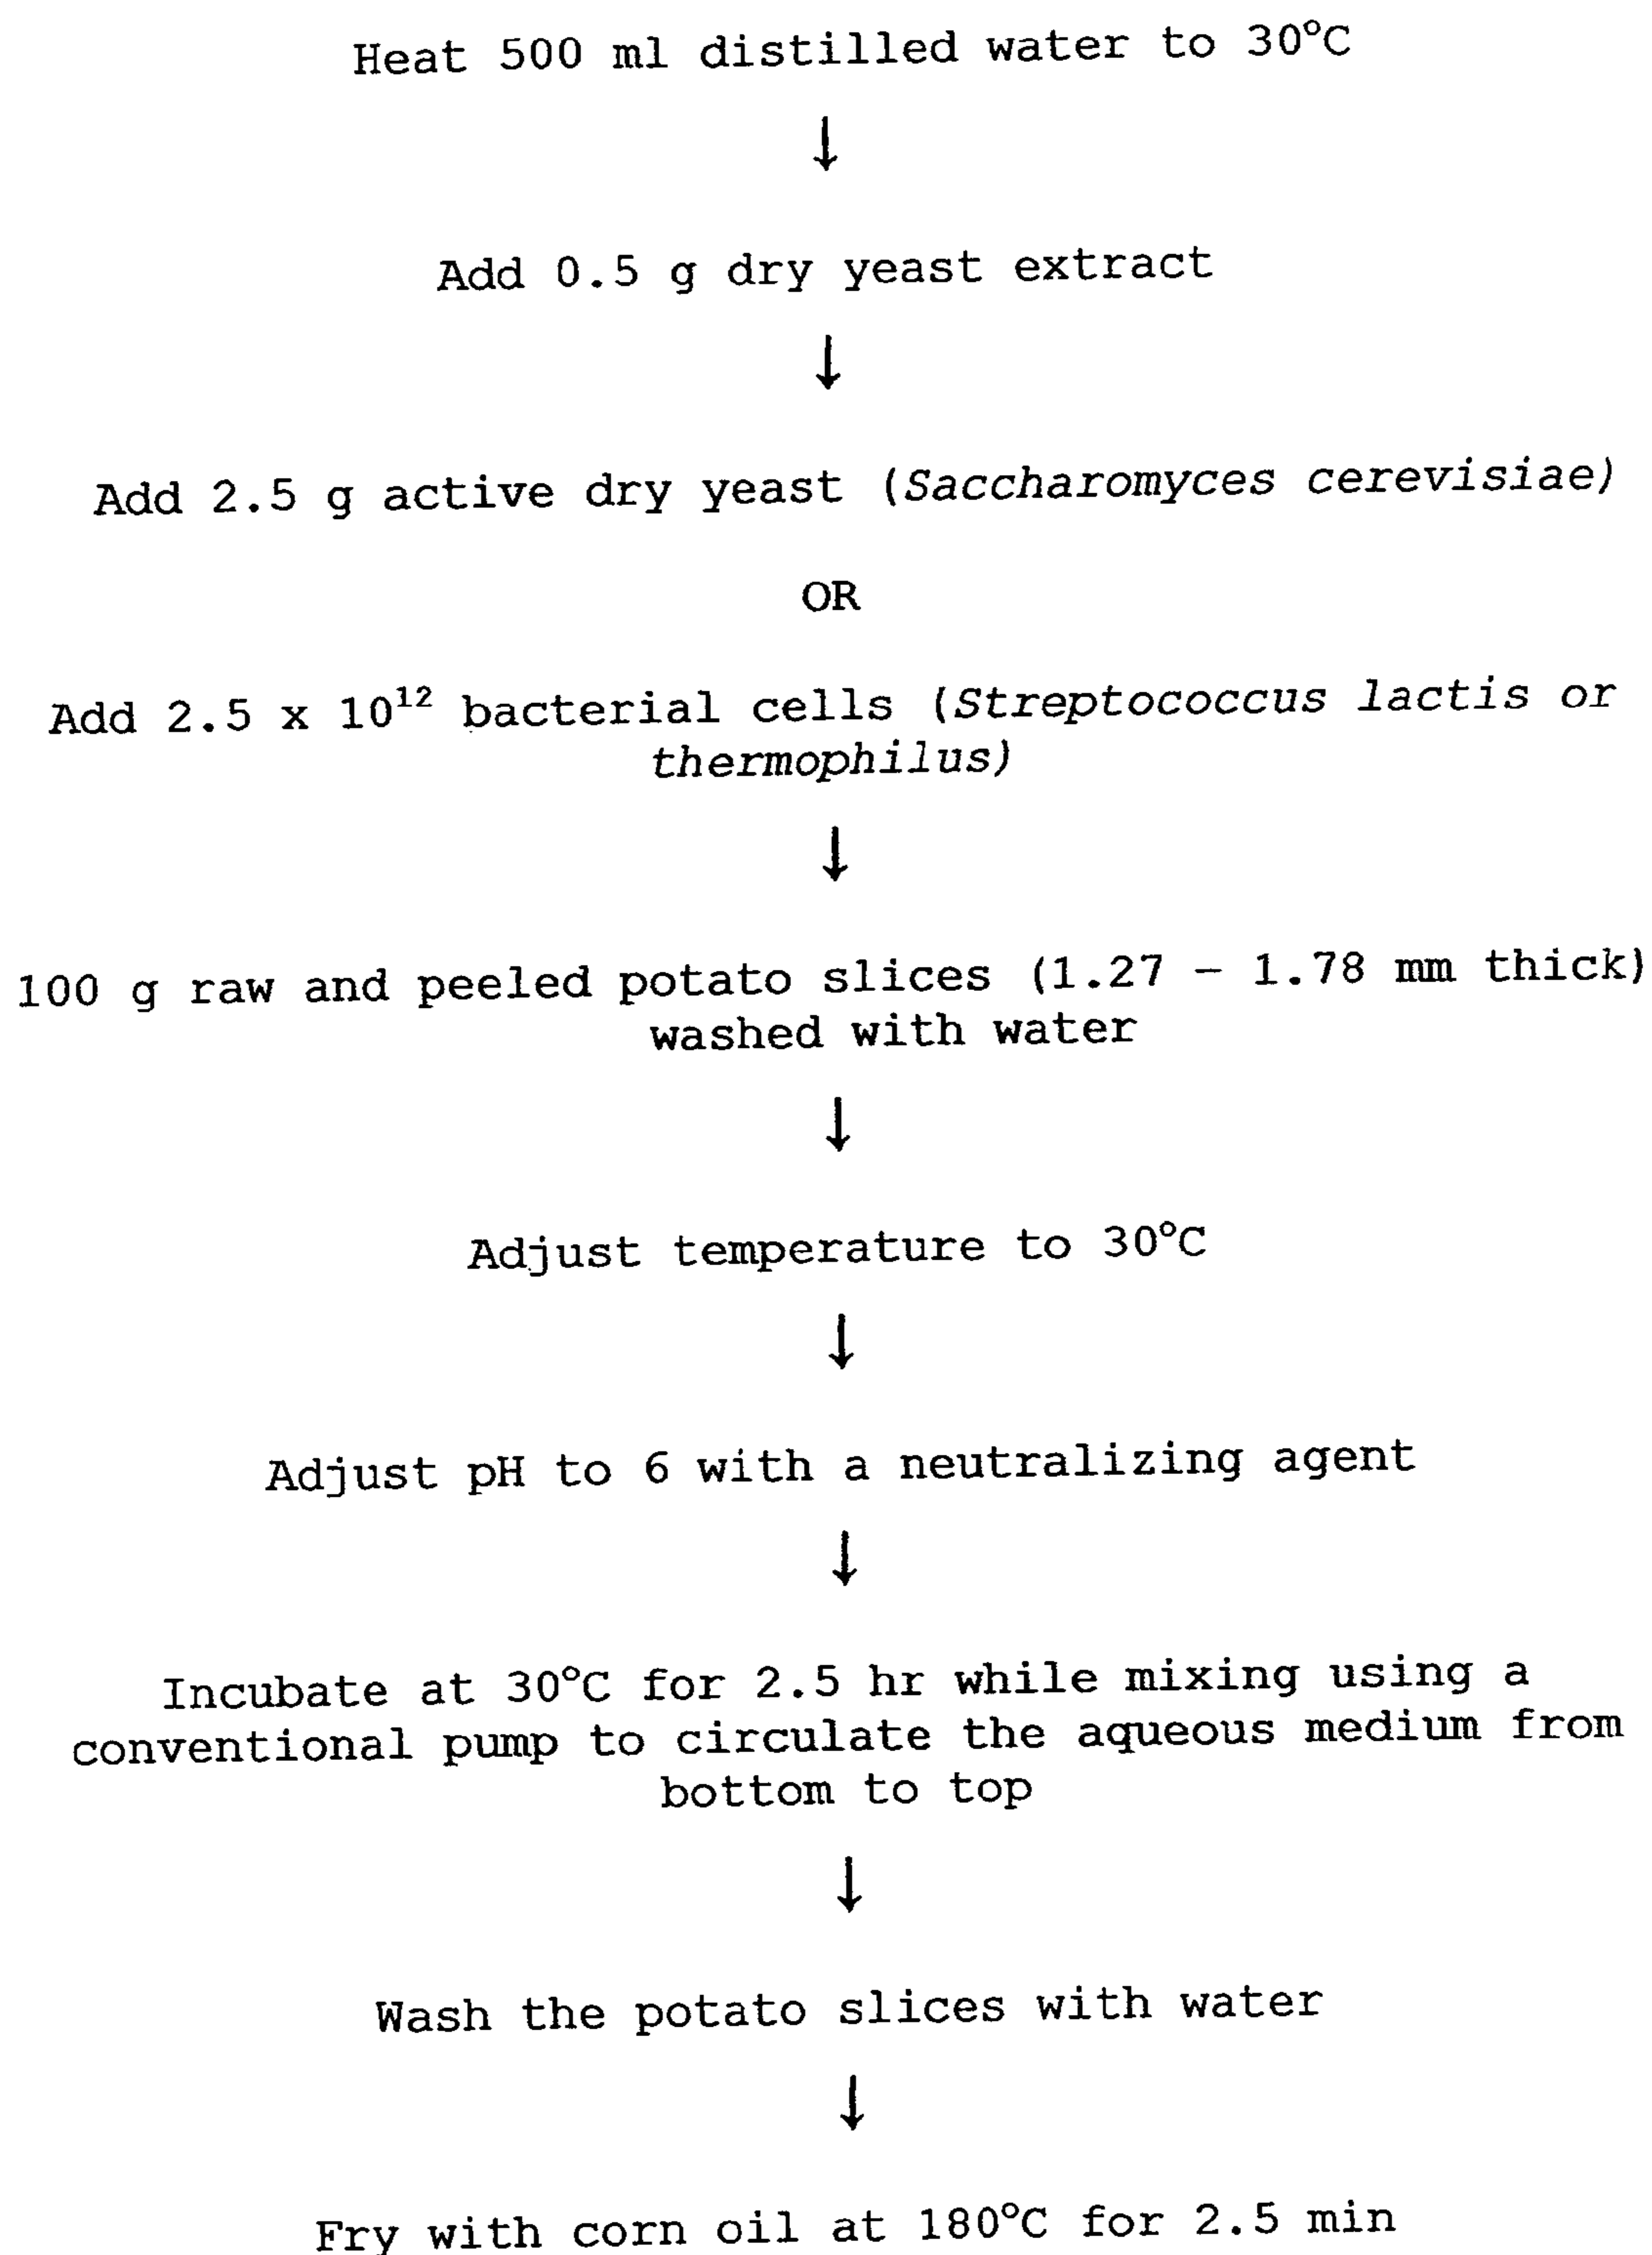 Heat 500 ml distilled water to 30°C
↓
Add 0.5 g dry yeast extract
↓
Add 2.5 g active dry yeast (Saccharomyces cerevisiae)
OR
Add 2.5 x 10¹² bacterial cells (Streptococcus lactis or
thermophilus)
↓
100 g raw and peeled potato slices (1.27 – 1.78 mm thick)
washed with water
↓
Adjust temperature to 30°C
↓
Adjust pH to 6 with a neutralizing agent
↓
Incubate at 30°C for 2.5 hr while mixing using a
conventional pump to circulate the aqueous medium from
bottom to top
↓
Wash the potato slices with water
↓
Fry with corn oil at 180°C for 2.5 min